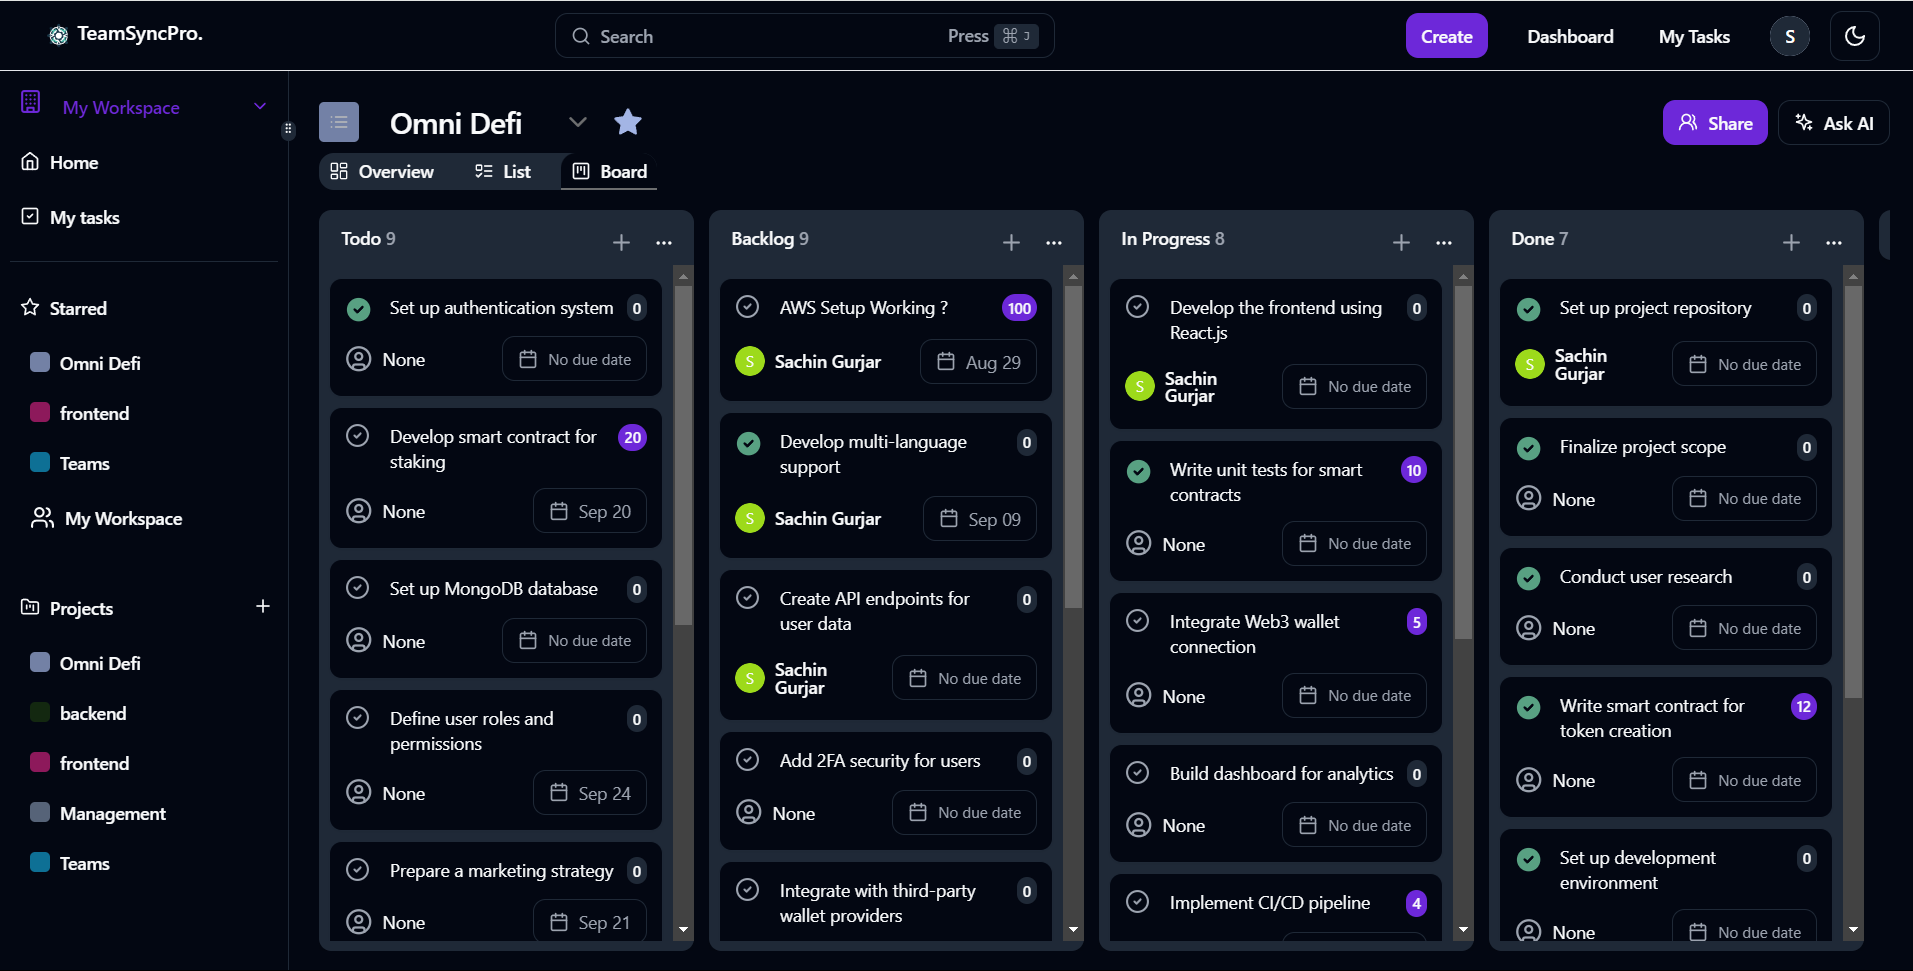 TeamSyncPro.
Search
Press ⌘ J
Create
Dashboard
My Tasks
S
My Workspace
Home
My tasks
Starred
Omni Defi
frontend
Teams
My Workspace
Projects
Omni Defi
backend
frontend
Management
Teams
Omni Defi
Share
Ask AI
Overview
List
Board
Todo 9
Set up authentication system 0
None
No due date
Develop smart contract for 20
staking
None
Sep 20
Set up MongoDB database 0
None
No due date
Define user roles and 0
permissions
None
Sep 24
Prepare a marketing strategy 0
None
Sep 21
Backlog 9
AWS Setup Working ? 100
S
Sachin Gurjar
Aug 29
Develop multi-language 0
support
S
Sachin Gurjar
Sep 09
Create API endpoints for 0
user data
S
Sachin
Gurjar
No due date
Add 2FA security for users 0
None
No due date
Integrate with third-party 0
wallet providers
In Progress 8
Develop the frontend using 0
React.js
S
Sachin
Gurjar
No due date
Write unit tests for smart 10
contracts
None
No due date
Integrate Web3 wallet 5
connection
None
No due date
Build dashboard for analytics 0
None
No due date
Implement CI/CD pipeline 4
Done 7
Set up project repository 0
S
Sachin
Gurjar
No due date
Finalize project scope 0
None
No due date
Conduct user research 0
None
No due date
Write smart contract for 12
token creation
None
No due date
Set up development 0
environment
None
No due date